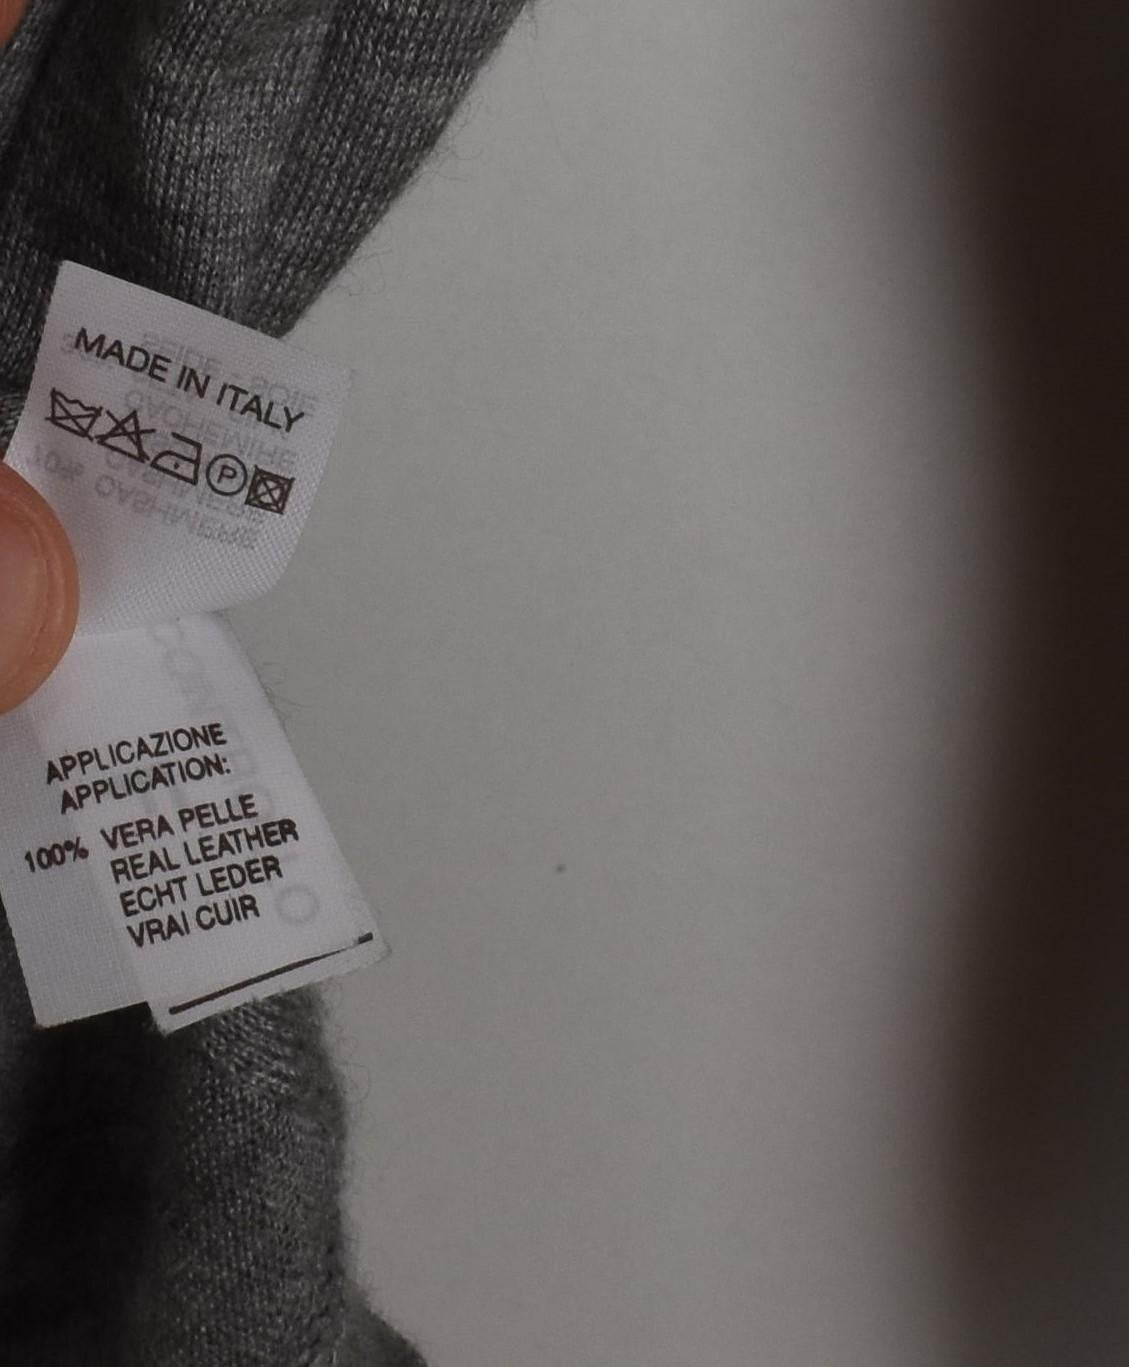 MADE IN ITALY
P
APPLICAZIONE
APPLICATION:
100% VERA PELLE
REAL LEATHER
ECHT LEDER
VRAI CUIR